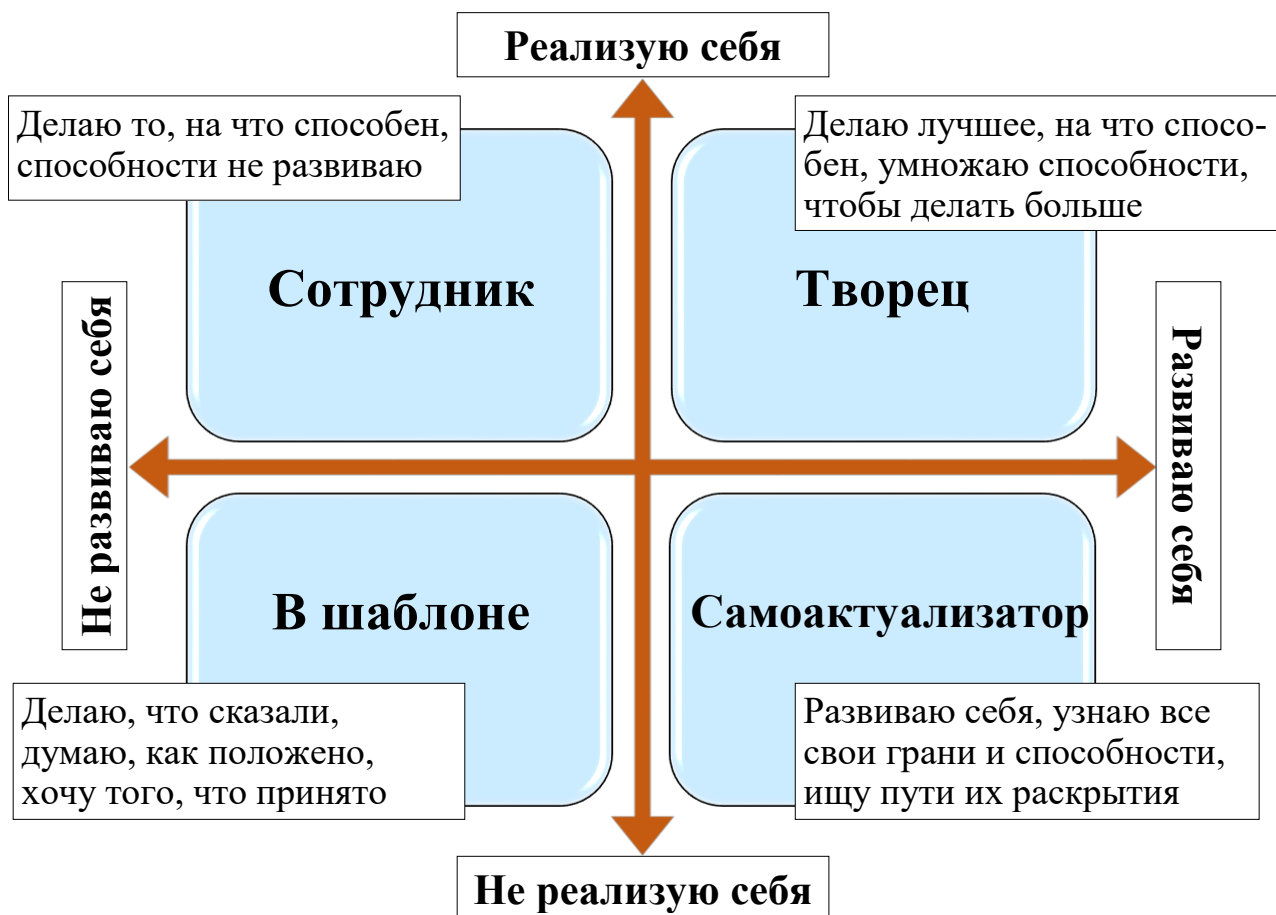 Реализую себя
Делаю то, на что способен,
способности не развиваю
Делаю лучшее, на что спосо-
бен, умножаю способности,
чтобы делать больше
Сотрудник
Творец
Не развиваю себя
Развиваю себя
В шаблоне
Самоактуализатор
Делаю, что сказали,
думаю, как положено,
хочу того, что принято
Развиваю себя, узнаю все
свои грани и способности,
ищу пути их раскрытия
Не реализую себя